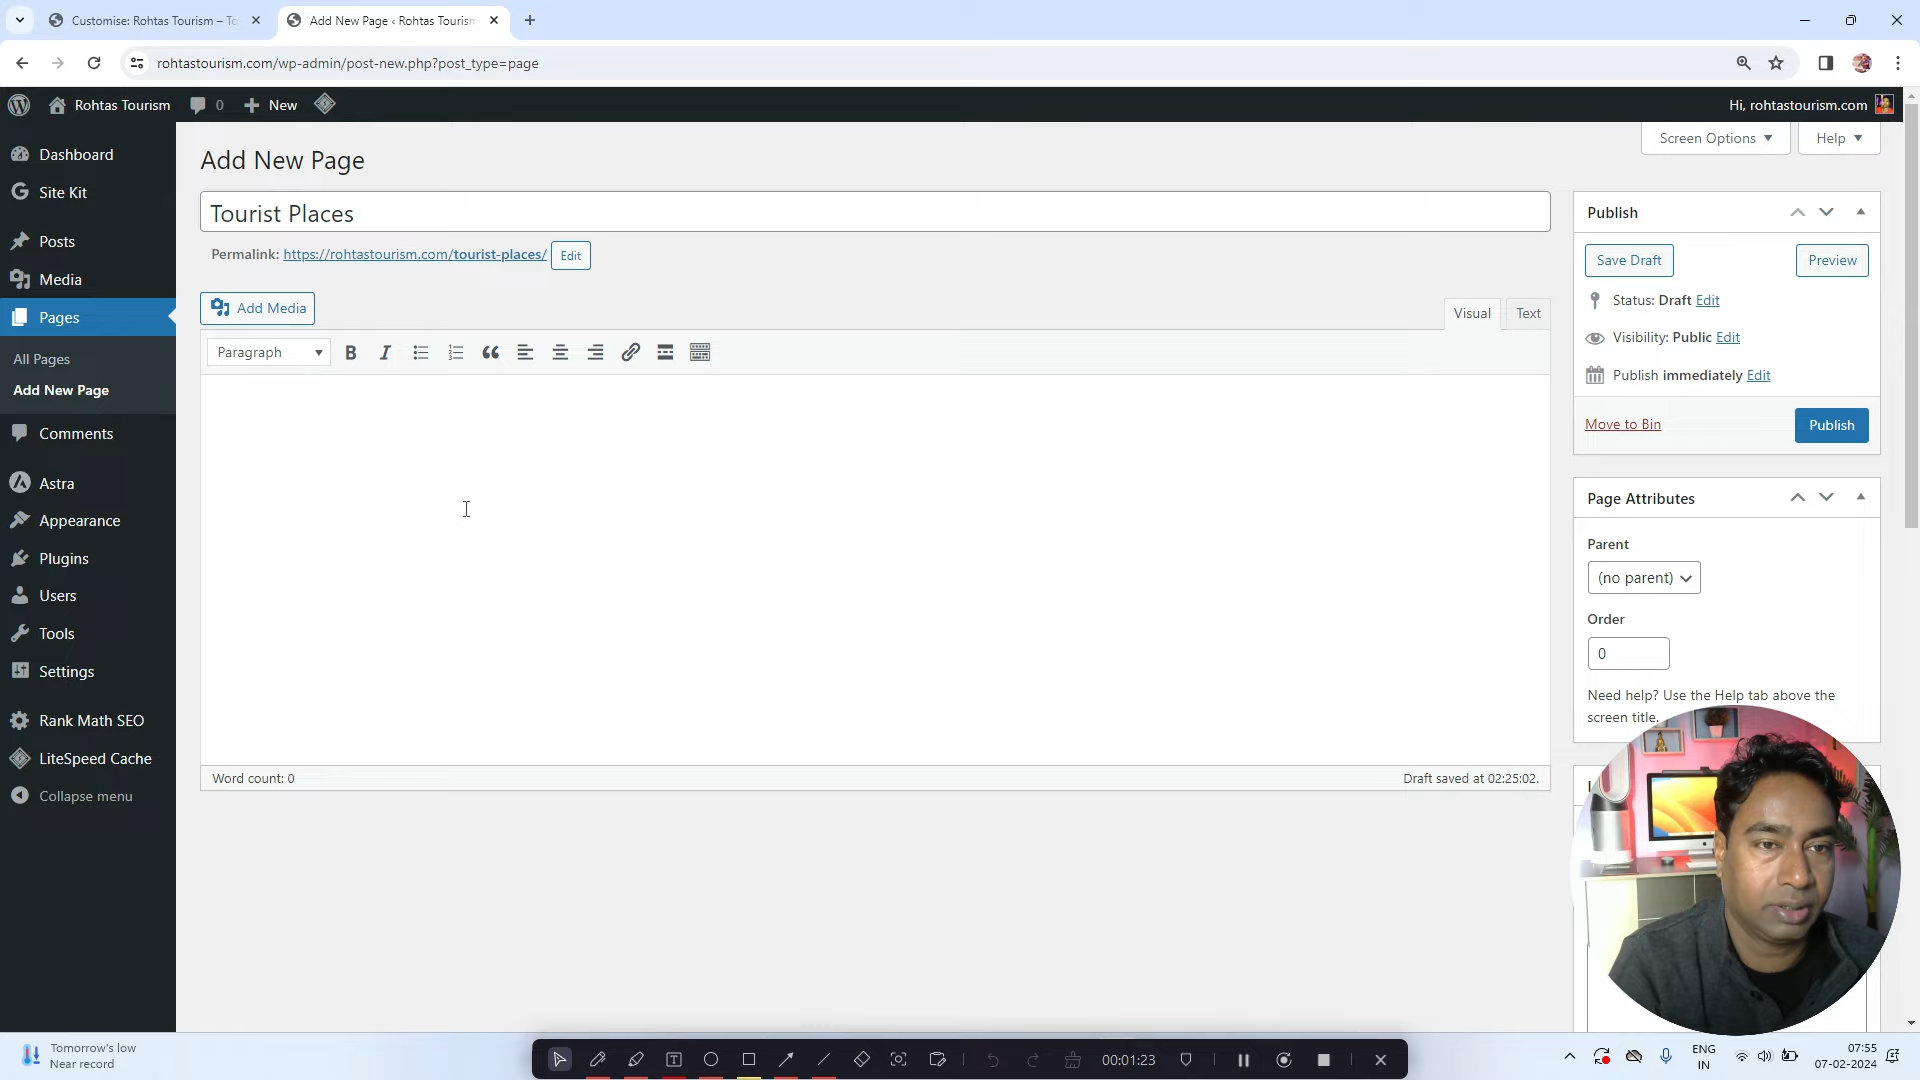 Customise: Rohtas Tourism – To
Add New Page ‹ Rohtas Tourism
rohtastourism.com/wp-admin/post-new.php?post_type=page
Rohtas Tourism
0
New
Hi, rohtastourism.com
Screen Options
Help
Dashboard
Site Kit
Posts
Media
Pages
All Pages
Add New Page
Comments
Astra
Appearance
Plugins
Users
Tools
Settings
Rank Math SEO
LiteSpeed Cache
Collapse menu
Add New Page
Tourist Places
Permalink: https://rohtastourism.com/tourist-places/ Edit
Add Media
Visual
Text
Paragraph
Word count: 0
Draft saved at 02:25:02.
Publish
Save Draft
Preview
Status: Draft Edit
Visibility: Public Edit
Publish immediately Edit
Move to Bin
Publish
Page Attributes
Parent
(no parent)
Order
0
Need help? Use the Help tab above the
screen title.
Tomorrow's low
Near record
00:01:23
ENG
IN
07:55
07-02-2024